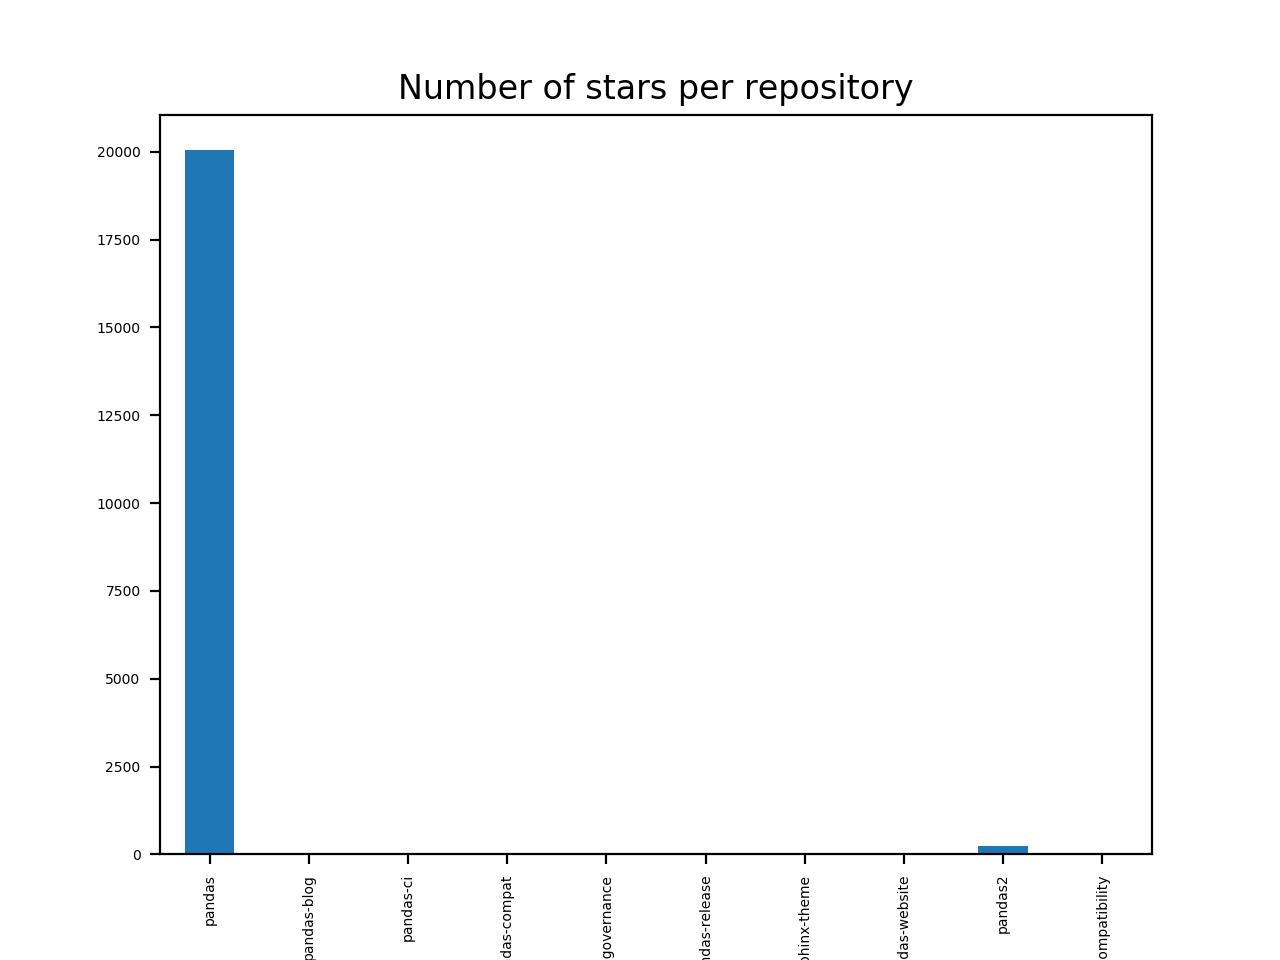 Number of stars per repository
20000
17500
15000
12500
10000
7500
5000
2500
0
pandas
pandas-blog
pandas-ci
das-compat
governance
ndas-release
phinx-theme
das-website
pandas2
ompatibility